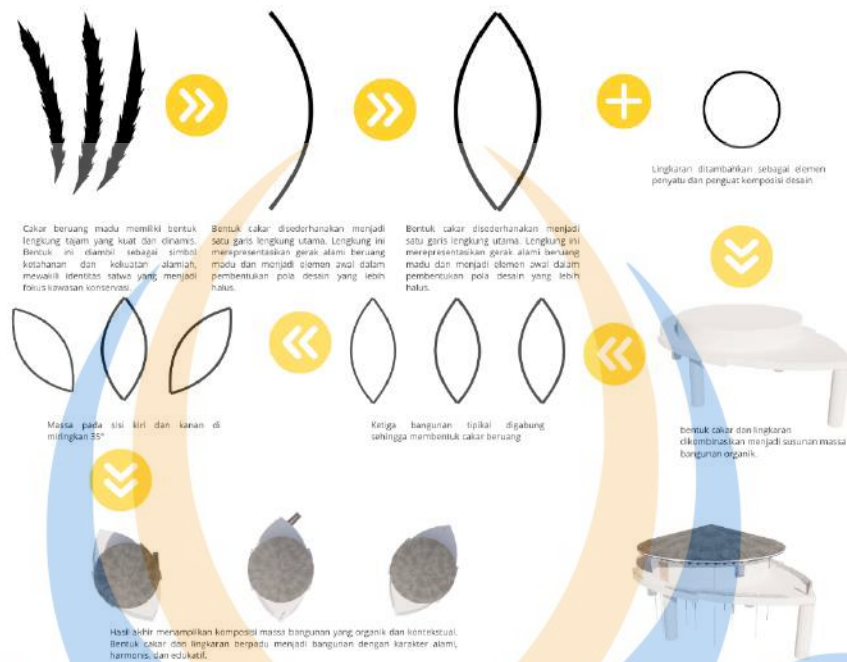 Lingkaran ditambahkan sebagai elemen
penyatu dan penguat komposisi desain
Cakar beruang madu memiliki bentuk
lengkung tajam yang kuat dan dinamis.
Bentuk ini diambil sebagai simbol
ketahanan dan kekuatan alamiah,
mewakili identitas satwa yang menjadi
fokus kawasan konservasi.
Bentuk cakar disederhanakan menjadi
satu garis lengkung utama. Lengkung ini
merepresentasikan gerak alami beruang
madu dan menjadi elemen awal dalam
pembentukan pola desain yang lebih
halus.
Bentuk cakar disederhanakan menjadi
satu garis lengkung utama. Lengkung ini
merepresentasikan gerak alami beruang
madu dan menjadi elemen awal dalam
pembentukan pola desain yang lebih
halus.
bentuk cakar dan lingkaran
dikombinasikan menjadi susunan massa
bangunan organik.
Ketiga bangunan tipikal digabung
sehingga membentuk cakar beruang
Massa pada sisi kiri dan kanan di
miringkan 35°
Hasil akhir menampilkan komposisi massa bangunan yang organik dan kontekstual.
Bentuk cakar dan lingkaran berpadu menjadi bangunan dengan karakter alami,
harmonis, dan edukatif.